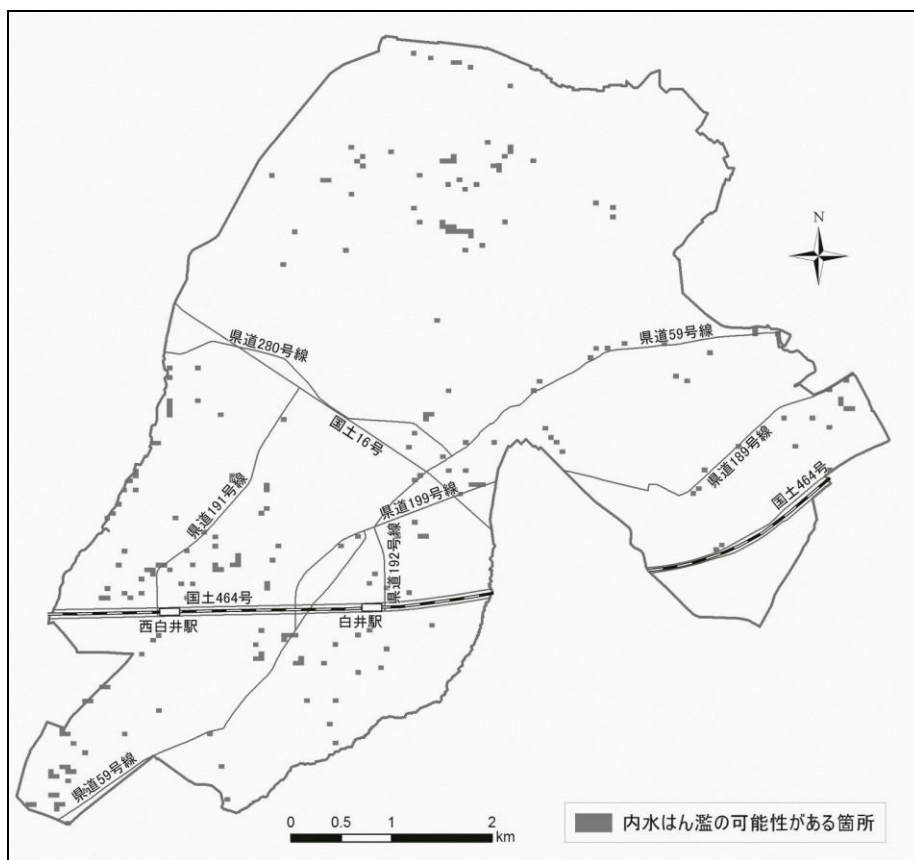 N
県道59号線
県道280号線
国土16号
県道189号線
国土464号
県道191号線
県道199号線
県道192号線
国土464号
西白井駅
白井駅
県道59号線
0 0.5 1 2
km
内水はん濫の可能性がある箇所